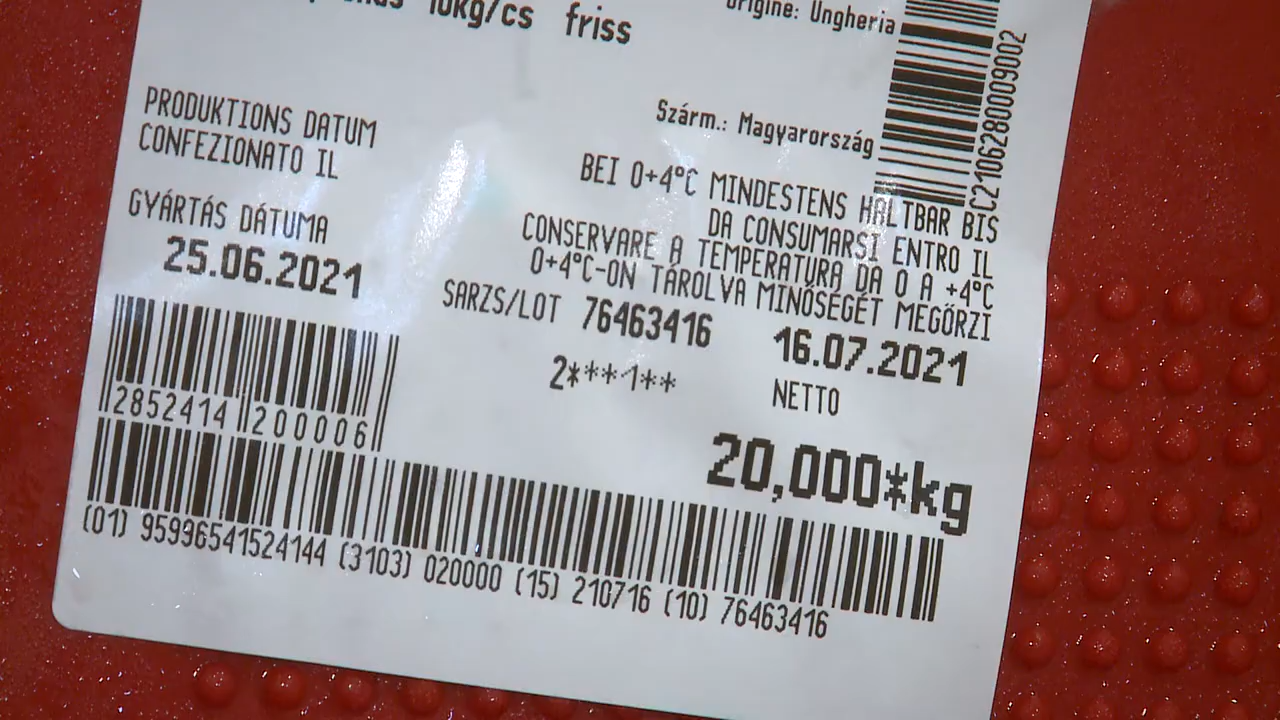 10kg/cs friss
Origine: Ungheria
Szárm.: Magyarország
C2106280009002
PRODUKTIONS DATUM
CONFEZIONATO IL
GYÁRTÁS DÁTUMA
25.06.2021
BEI 0+4°C MINDESTENS HALTBAR BIS
DA CONSUMARSI ENTRO IL
CONSERVARE A TEMPERATURA DA 0 A +4°C
0+4°C-ON TÁROLVA MINŐSÉGÉT MEGŐRZI
SARZS/LOT 76463416
16.07.2021
2***1**
NETTO
20,000*kg
2852414 200006
(01) 95996541524144 (3103) 020000 (15) 210716 (10) 76463416